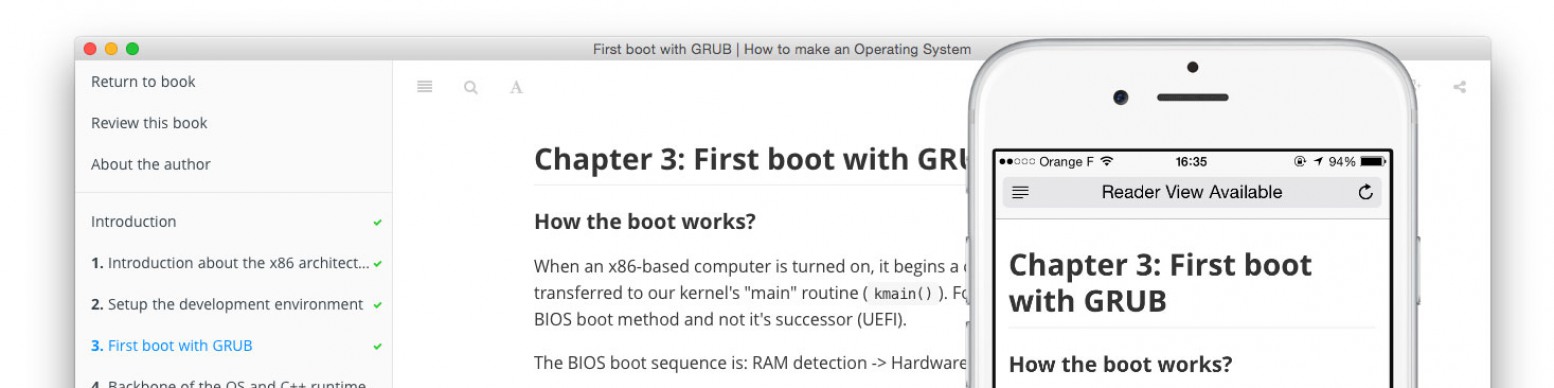 First boot with GRUB | How to make an Operating System
Return to book
Review this book
About the author
Introduction
1. Introduction about the x86 architect...
2. Setup the development environment
3. First boot with GRUB
4. Backbone of the OS and C++ runtime
A
Chapter 3: First boot with
How the boot works?
When an x86-based computer is turned on, it begins a
transferred to our kernel's "main" routine ( kmain() ).
BIOS boot method and not it's successor (UEFI).
The BIOS boot sequence is: RAM detection -> Hardware
Orange F 16:35 94%
Reader View Available
Chapter 3: First boot
with GRUB
How the boot works?